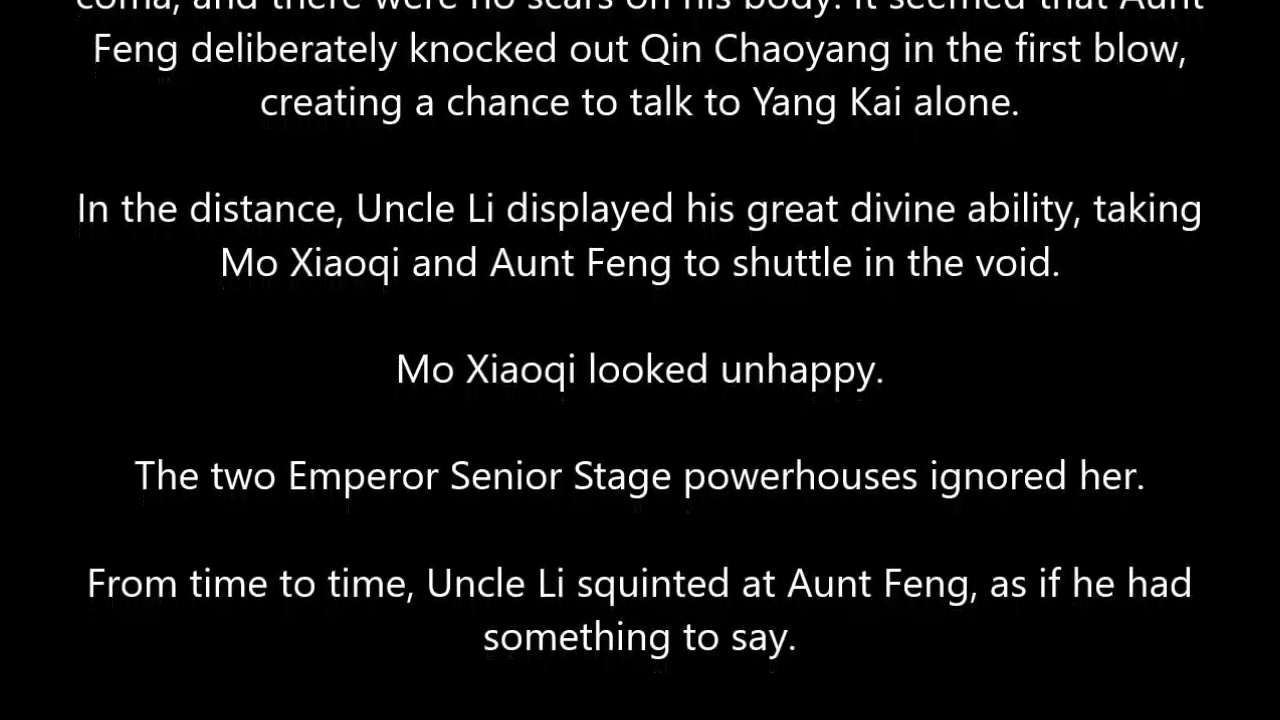 coma, and there were no scars on his body. It seemed that Aunt
Feng deliberately knocked out Qin Chaoyang in the first blow,
creating a chance to talk to Yang Kai alone.
In the distance, Uncle Li displayed his great divine ability, taking
Mo Xiaoqi and Aunt Feng to shuttle in the void.
Mo Xiaoqi looked unhappy.
The two Emperor Senior Stage powerhouses ignored her.
From time to time, Uncle Li squinted at Aunt Feng, as if he had
something to say.